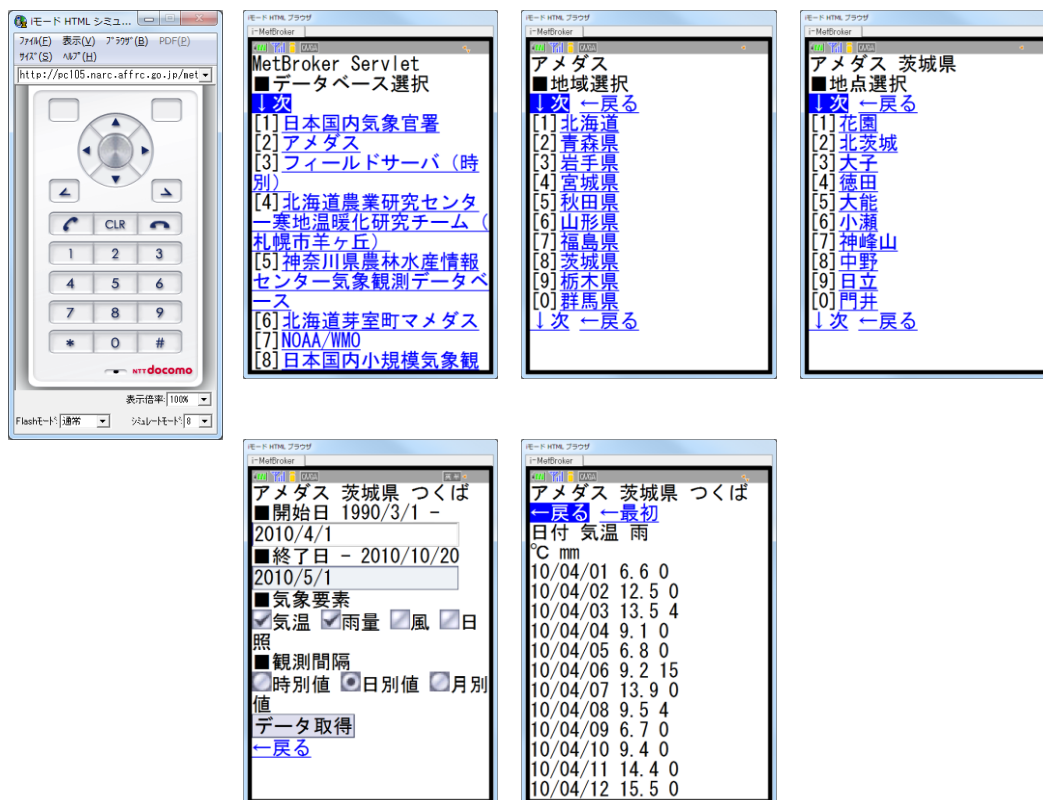 iモード HTML シミュ...
ファイル(F) 表示(V) ブラウザ(B) PDF(P)
サイズ(S) ヘルプ(H)
http://pc105.narc.affrc.go.jp/met
CLR
1 2 3
4 5 6
7 8 9
* 0 #
NTT docomo
表示倍率: 100%
Flashモード: 通常 シミュレートモード: 8
iモード HTML ブラウザ
i-MetBroker
MetBroker Servlet
■データベース選択
↓次
[1]日本国内気象官署
[2]アメダス
[3]フィールドサーバ（時
別）
[4]北海道農業研究センタ
ー寒地温暖化研究チーム（
札幌市羊ヶ丘）
[5]神奈川県農林水産情報
センター気象観測データベ
ース
[6]北海道芽室町マメダス
[7]NOAA/WMO
[8]日本国内小規模気象観
iモード HTML ブラウザ
i-MetBroker
アメダス
■地域選択
↓次 ←戻る
[1]北海道
[2]青森県
[3]岩手県
[4]宮城県
[5]秋田県
[6]山形県
[7]福島県
[8]茨城県
[9]栃木県
[0]群馬県
↓次 ←戻る
iモード HTML ブラウザ
i-MetBroker
アメダス 茨城県
■地点選択
↓次 ←戻る
[1]花園
[2]北茨城
[3]大子
[4]徳田
[5]大能
[6]小瀬
[7]神峰山
[8]中野
[9]日立
[0]門井
↓次 ←戻る
iモード HTML ブラウザ
i-MetBroker
アメダス 茨城県 つくば
■開始日 1990/3/1 -
2010/4/1
■終了日 - 2010/10/20
2010/5/1
■気象要素
気温 雨量 風 日
照
■観測間隔
時別値 日別値 月別
値
データ取得
←戻る
iモード HTML ブラウザ
i-MetBroker
アメダス 茨城県 つくば
←戻る ←最初
日付 気温 雨
℃ mm
10/04/01 6.6 0
10/04/02 12.5 0
10/04/03 13.5 4
10/04/04 9.1 0
10/04/05 6.8 0
10/04/06 9.2 15
10/04/07 13.9 0
10/04/08 9.5 4
10/04/09 6.7 0
10/04/10 9.4 0
10/04/11 14.4 0
10/04/12 15.5 0